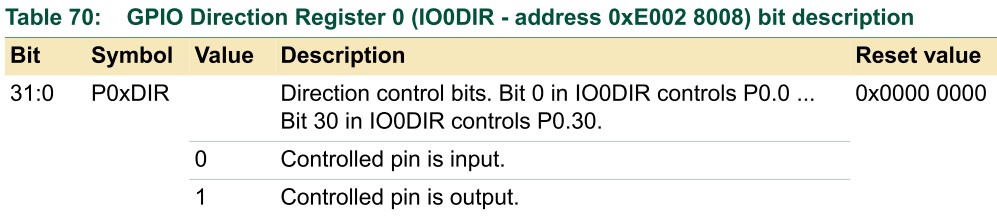 Table 70: GPIO Direction Register 0 (IO0DIR - address 0xE002 8008) bit description
Bit Symbol Value Description Reset value
31:0 P0xDIR Direction control bits. Bit 0 in IO0DIR controls P0.0 ... 0x0000 0000
Bit 30 in IO0DIR controls P0.30.
0 Controlled pin is input.
1 Controlled pin is output.